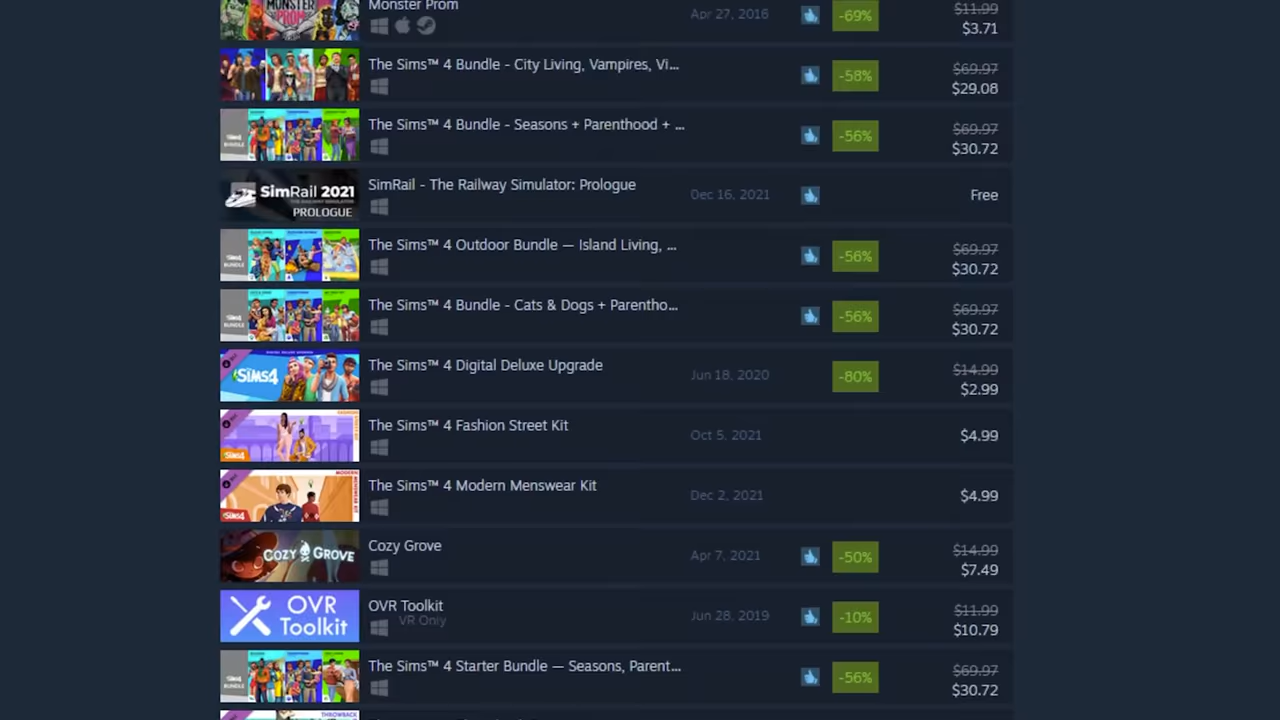 Monster Prom
Apr 27, 2016
-69%
$11.99
$3.71
The Sims™ 4 Bundle - City Living, Vampires, Vi...
-58%
$69.97
$29.08
The Sims™ 4 Bundle - Seasons + Parenthood + ...
-56%
$69.97
$30.72
SimRail 2021
PROLOGUE
SimRail - The Railway Simulator: Prologue
Dec 16, 2021
Free
The Sims™ 4 Outdoor Bundle — Island Living, ...
-56%
$69.97
$30.72
The Sims™ 4 Bundle - Cats & Dogs + Parentho...
-56%
$69.97
$30.72
The Sims™ 4 Digital Deluxe Upgrade
Jun 18, 2020
-80%
$14.99
$2.99
The Sims™ 4 Fashion Street Kit
Oct 5, 2021
$4.99
The Sims™ 4 Modern Menswear Kit
Dec 2, 2021
$4.99
COZY GROVE
Cozy Grove
Apr 7, 2021
-50%
$14.99
$7.49
OVR
Toolkit
OVR Toolkit
VR Only
Jun 28, 2019
-10%
$11.99
$10.79
The Sims™ 4 Starter Bundle — Seasons, Parent...
-56%
$69.97
$30.72